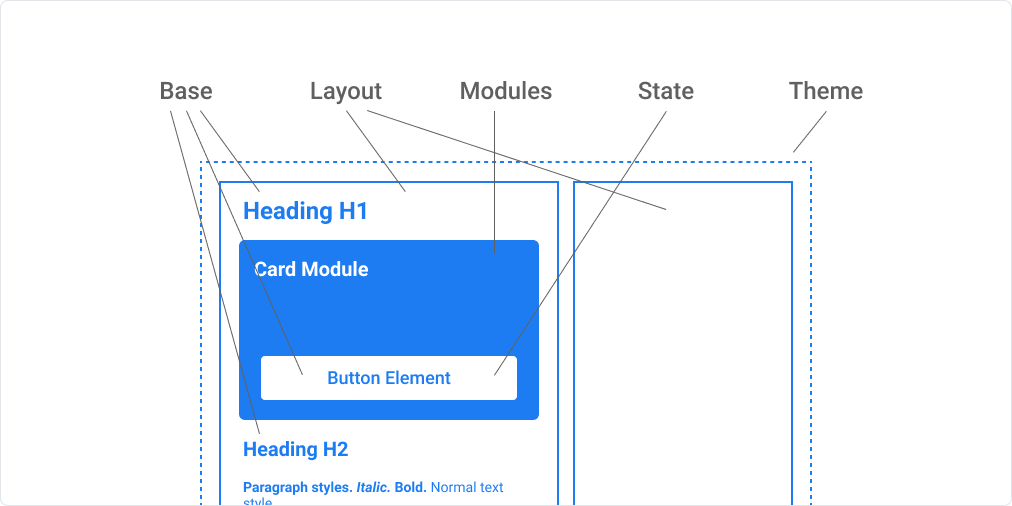 Base Layout Modules State Theme
Heading H1
Card Module
Button Element
Heading H2
Paragraph styles. Italic. Bold. Normal text
style